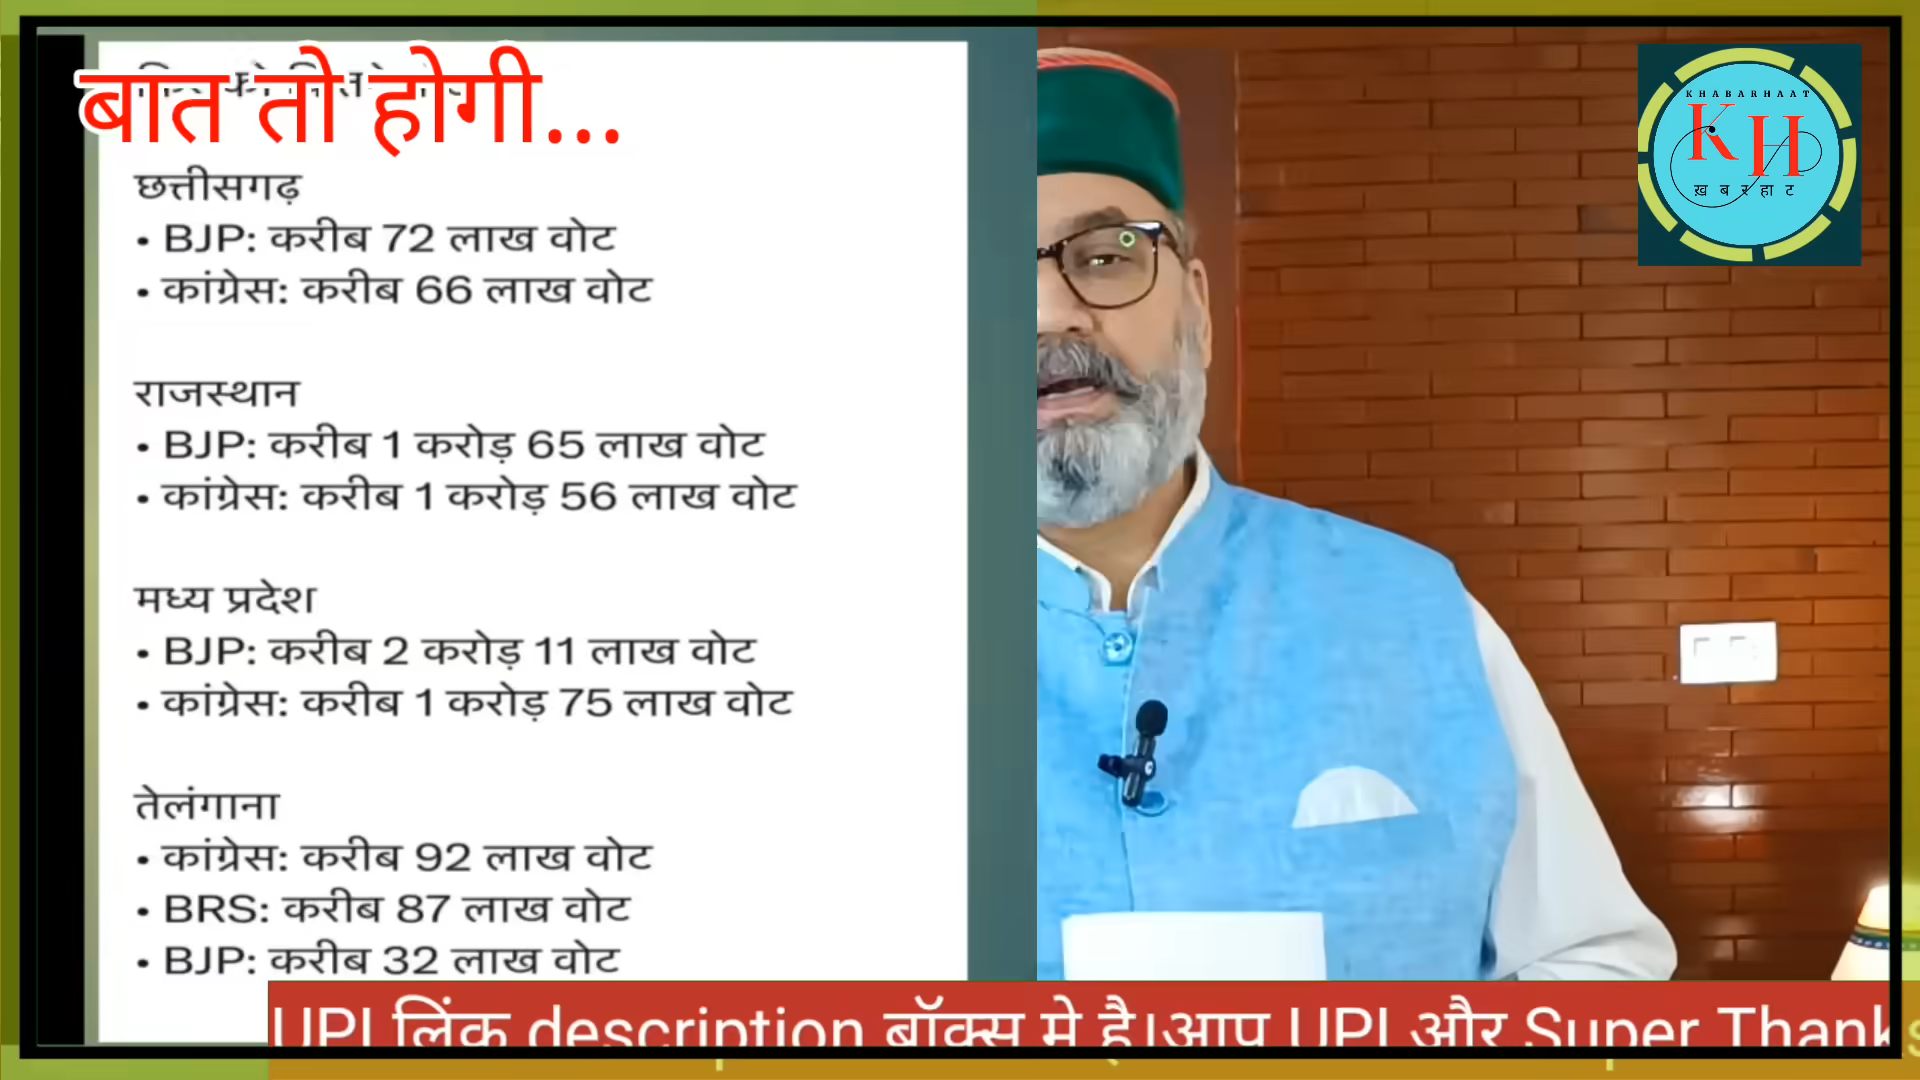 बात तो होगी...
छत्तीसगढ़
• BJP: करीब 72 लाख वोट
• कांग्रेस: करीब 66 लाख वोट
राजस्थान
• BJP: करीब 1 करोड़ 65 लाख वोट
• कांग्रेस: करीब 1 करोड़ 56 लाख वोट
मध्य प्रदेश
• BJP: करीब 2 करोड़ 11 लाख वोट
• कांग्रेस: करीब 1 करोड़ 75 लाख वोट
तेलंगाना
• कांग्रेस: करीब 92 लाख वोट
• BRS: करीब 87 लाख वोट
• BJP: करीब 32 लाख वोट
KHABARHAAT
KH
ख़बरहाट
UPI लिंक description बॉक्स मे है।आप UPI और Super Thanks